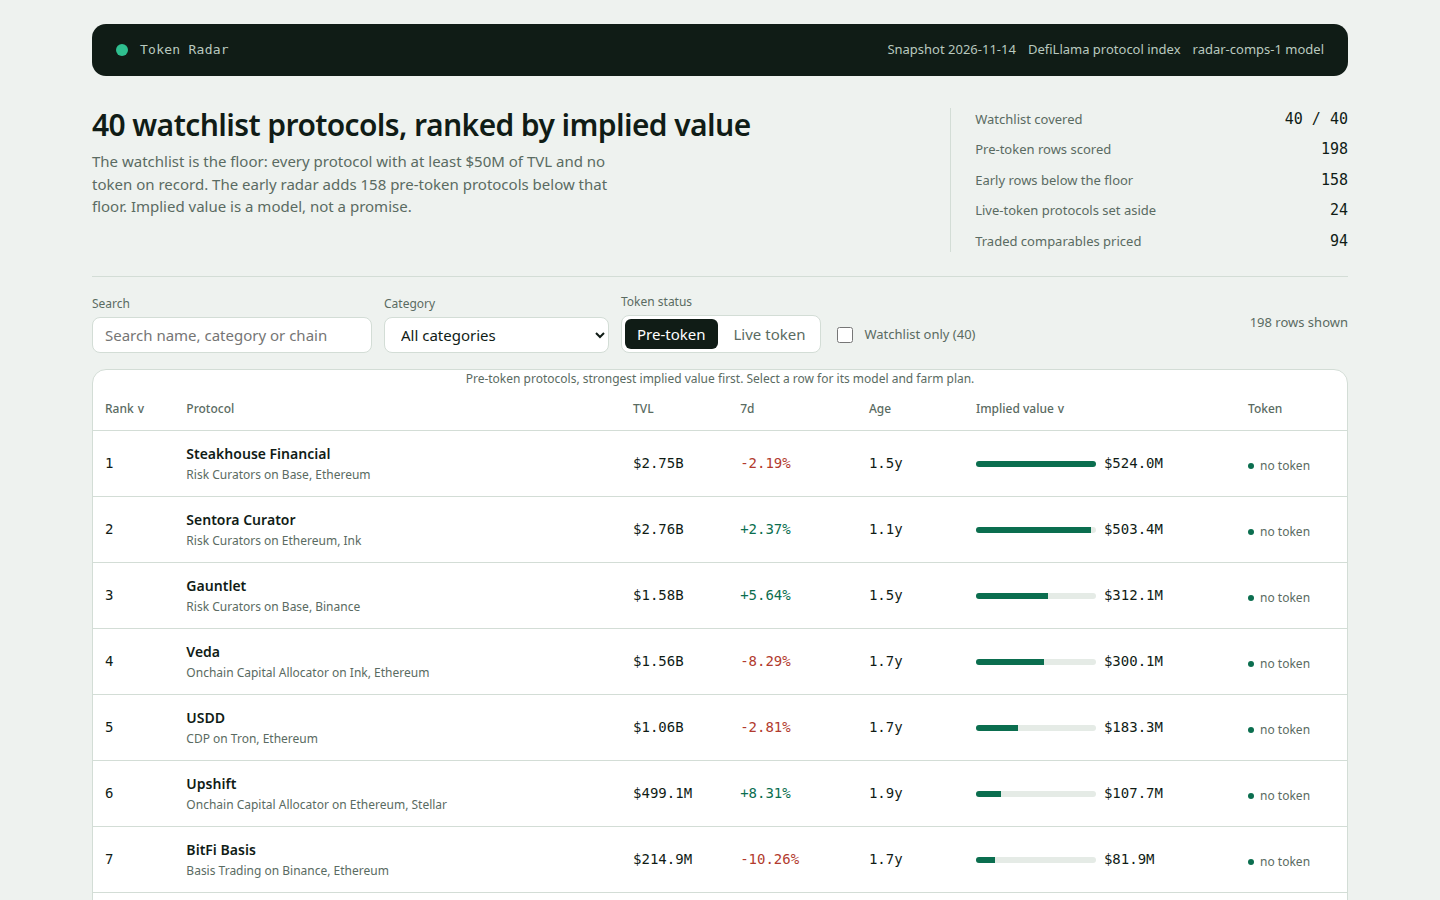 Token Radar
Snapshot 2026-11-14 DefiLlama protocol index radar-comps-1 model
40 watchlist protocols, ranked by implied value
The watchlist is the floor: every protocol with at least $50M of TVL and no
token on record. The early radar adds 158 pre-token protocols below that
floor. Implied value is a model, not a promise.
Watchlist covered 40 / 40
Pre-token rows scored 198
Early rows below the floor 158
Live-token protocols set aside 24
Traded comparables priced 94
Search
Category
Token status
Search name, category or chain
All categories
Pre-token
Live token
Watchlist only (40)
198 rows shown
Pre-token protocols, strongest implied value first. Select a row for its model and farm plan.
Rank v Protocol TVL 7d Age Implied value v Token
1 Steakhouse Financial $2.75B -2.19% 1.5y $524.0M no token
Risk Curators on Base, Ethereum
2 Sentora Curator $2.76B +2.37% 1.1y $503.4M no token
Risk Curators on Ethereum, Ink
3 Gauntlet $1.58B +5.64% 1.5y $312.1M no token
Risk Curators on Base, Binance
4 Veda $1.56B -8.29% 1.7y $300.1M no token
Onchain Capital Allocator on Ink, Ethereum
5 USDD $1.06B -2.81% 1.7y $183.3M no token
CDP on Tron, Ethereum
6 Upshift $499.1M +8.31% 1.9y $107.7M no token
Onchain Capital Allocator on Ethereum, Stellar
7 BitFi Basis $214.9M -10.26% 1.7y $81.9M no token
Basis Trading on Binance, Ethereum